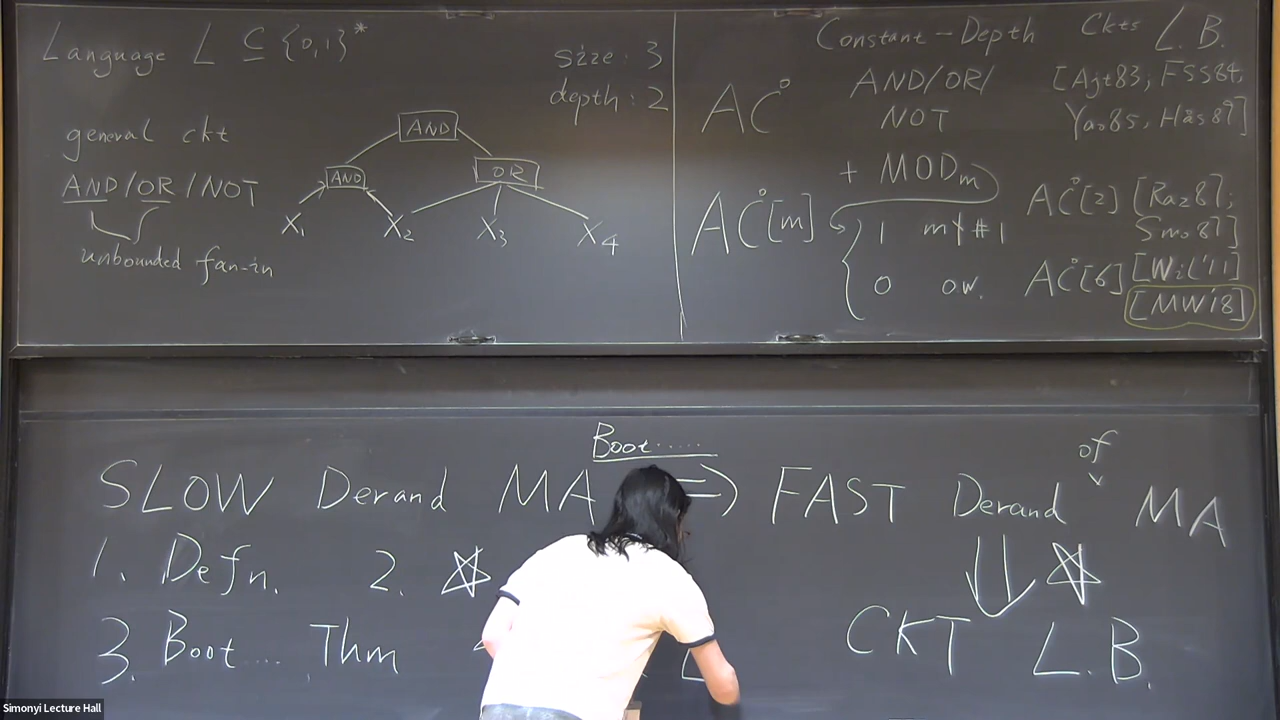 Language L ⊆ {0,1}*
size: 3
depth: 2
general ckt
AND/OR/NOT
unbounded fan-in
AND
AND
OR
X₁ X₂ X₃ X₄
Constant-Depth Ckts L.B.
AC⁰ AND/OR/ [Ajt83, FSS84,
NOT Yao85, Hås89]
+ MODm
AC⁰[m]
1 m∤#1
0 o.w.
AC⁰[2] [Raz87;
Smo87]
AC⁰[6] [Wil'11]
[MW18]
Boot.....
SLOW Derand MA ⇒ FAST Derand of MA
1. Defn. 2. ☆
⇓ ☆
3. Boot... Thm
CKT L.B.
Simonyi Lecture Hall